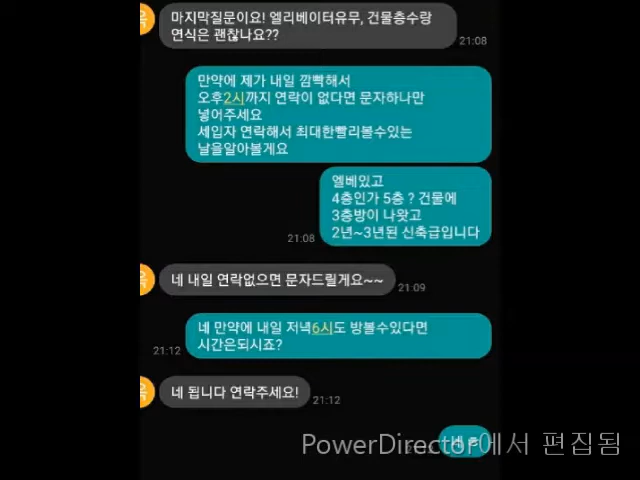 마지막질문이요! 엘리베이터유무, 건물층수랑
연식은 괜찮나요??
21:08
만약에 제가 내일 깜빡해서
오후2시까지 연락이 없다면 문자하나만
넣어주세요
세입자 연락해서 최대한빨리볼수있는
날을알아볼게요
엘베있고
4층인가 5층 ? 건물에
3층방이 나왓고
2년~3년된 신축급입니다
21:08
네 내일 연락없으면 문자드릴게요~~
21:09
네 만약에 내일 저녁6시도 방볼수있다면
시간은되시죠?
21:12
네 됩니다 연락주세요!
21:12
네
PowerDirector에서 편집됨